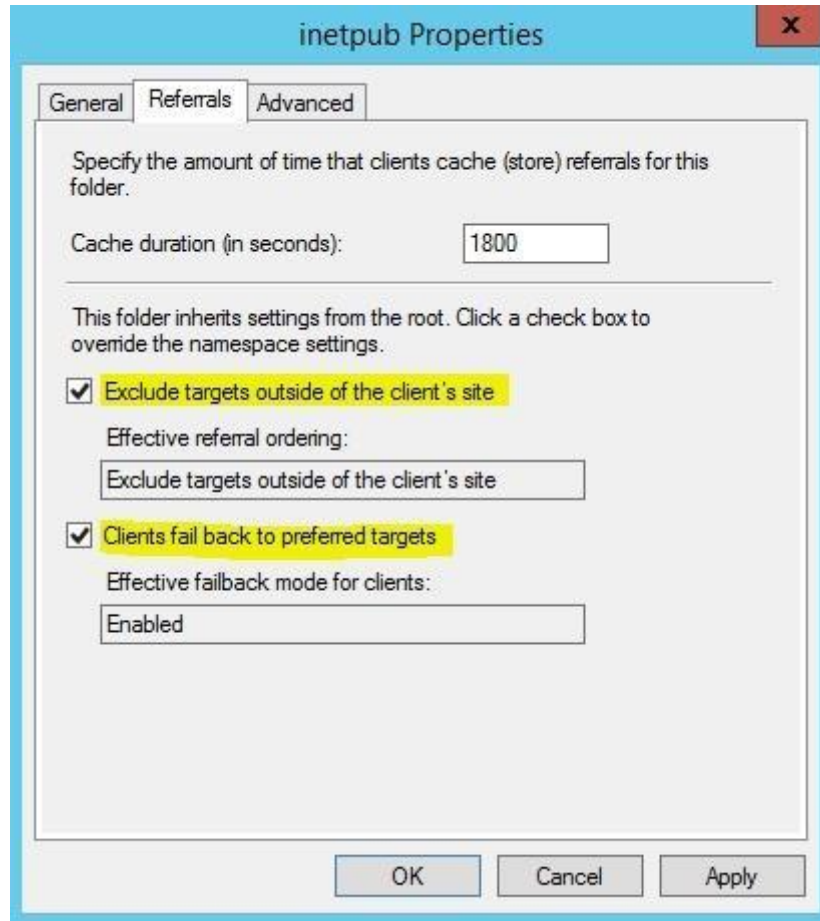 inetpub Properties
x
General Referrals Advanced
Specify the amount of time that clients cache (store) referrals for this
folder.
Cache duration (in seconds): 1800
This folder inherits settings from the root. Click a check box to
override the namespace settings.
Exclude targets outside of the client's site
Effective referral ordering:
Exclude targets outside of the client's site
Clients fail back to preferred targets
Effective failback mode for clients:
Enabled
OK Cancel Apply